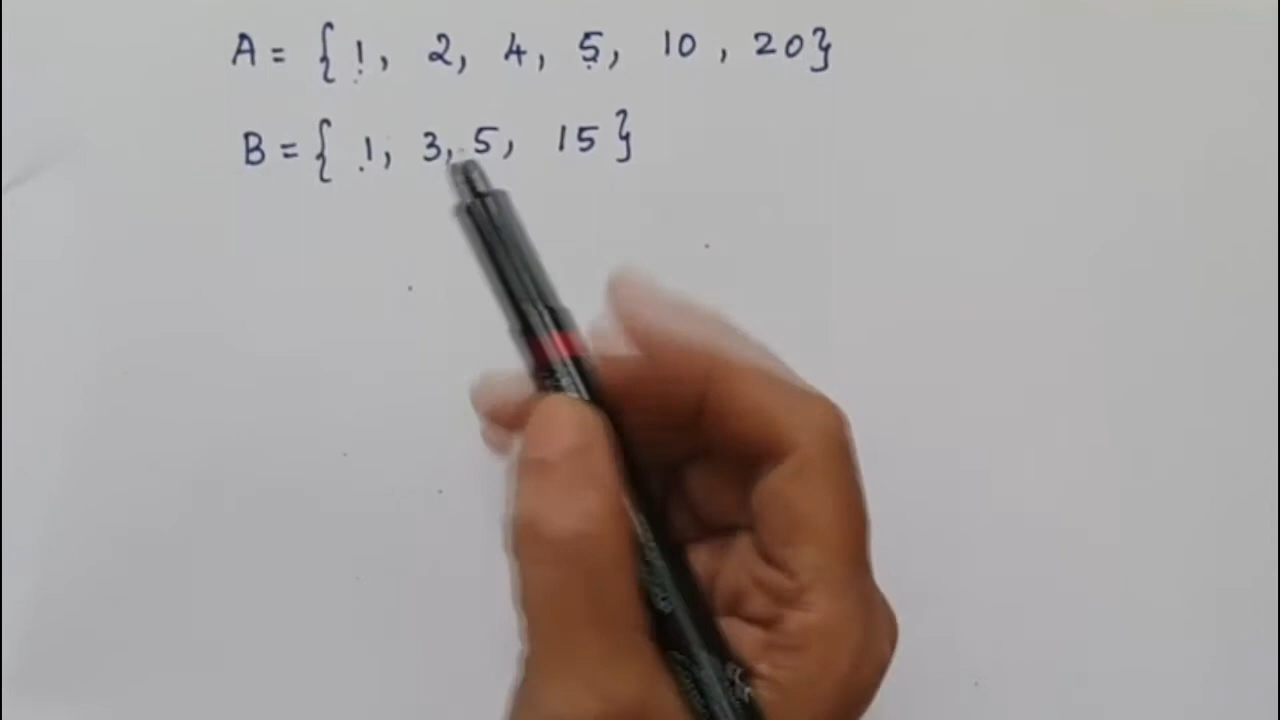 A = { 1, 2, 4, 5, 10, 20}
B = { 1, 3, 5, 15 }